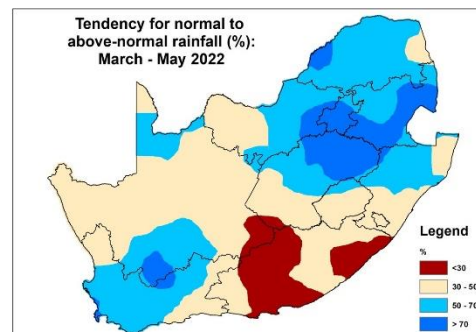 Tendency for normal to
above-normal rainfall (%):
March - May 2022
Legend
%
<30
30 - 50
50 - 70
> 70